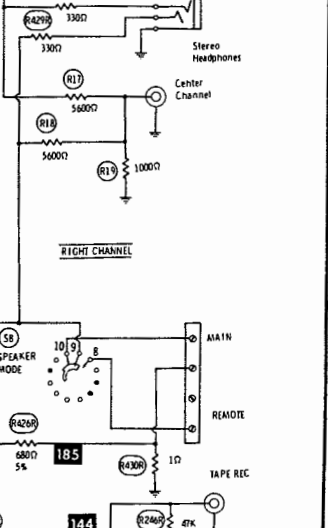 330Ω
R429R
330Ω
Stereo
Headphones
R17
5600Ω
Center
Channel
R18
5600Ω
R19
1000Ω
RIGHT CHANNEL
S8
SPEAKER
MODE
10 9 8
MAIN
REMOTE
R426R
680Ω
5%
185
R430R
1Ω
TAPE REC
144
R246R
47K